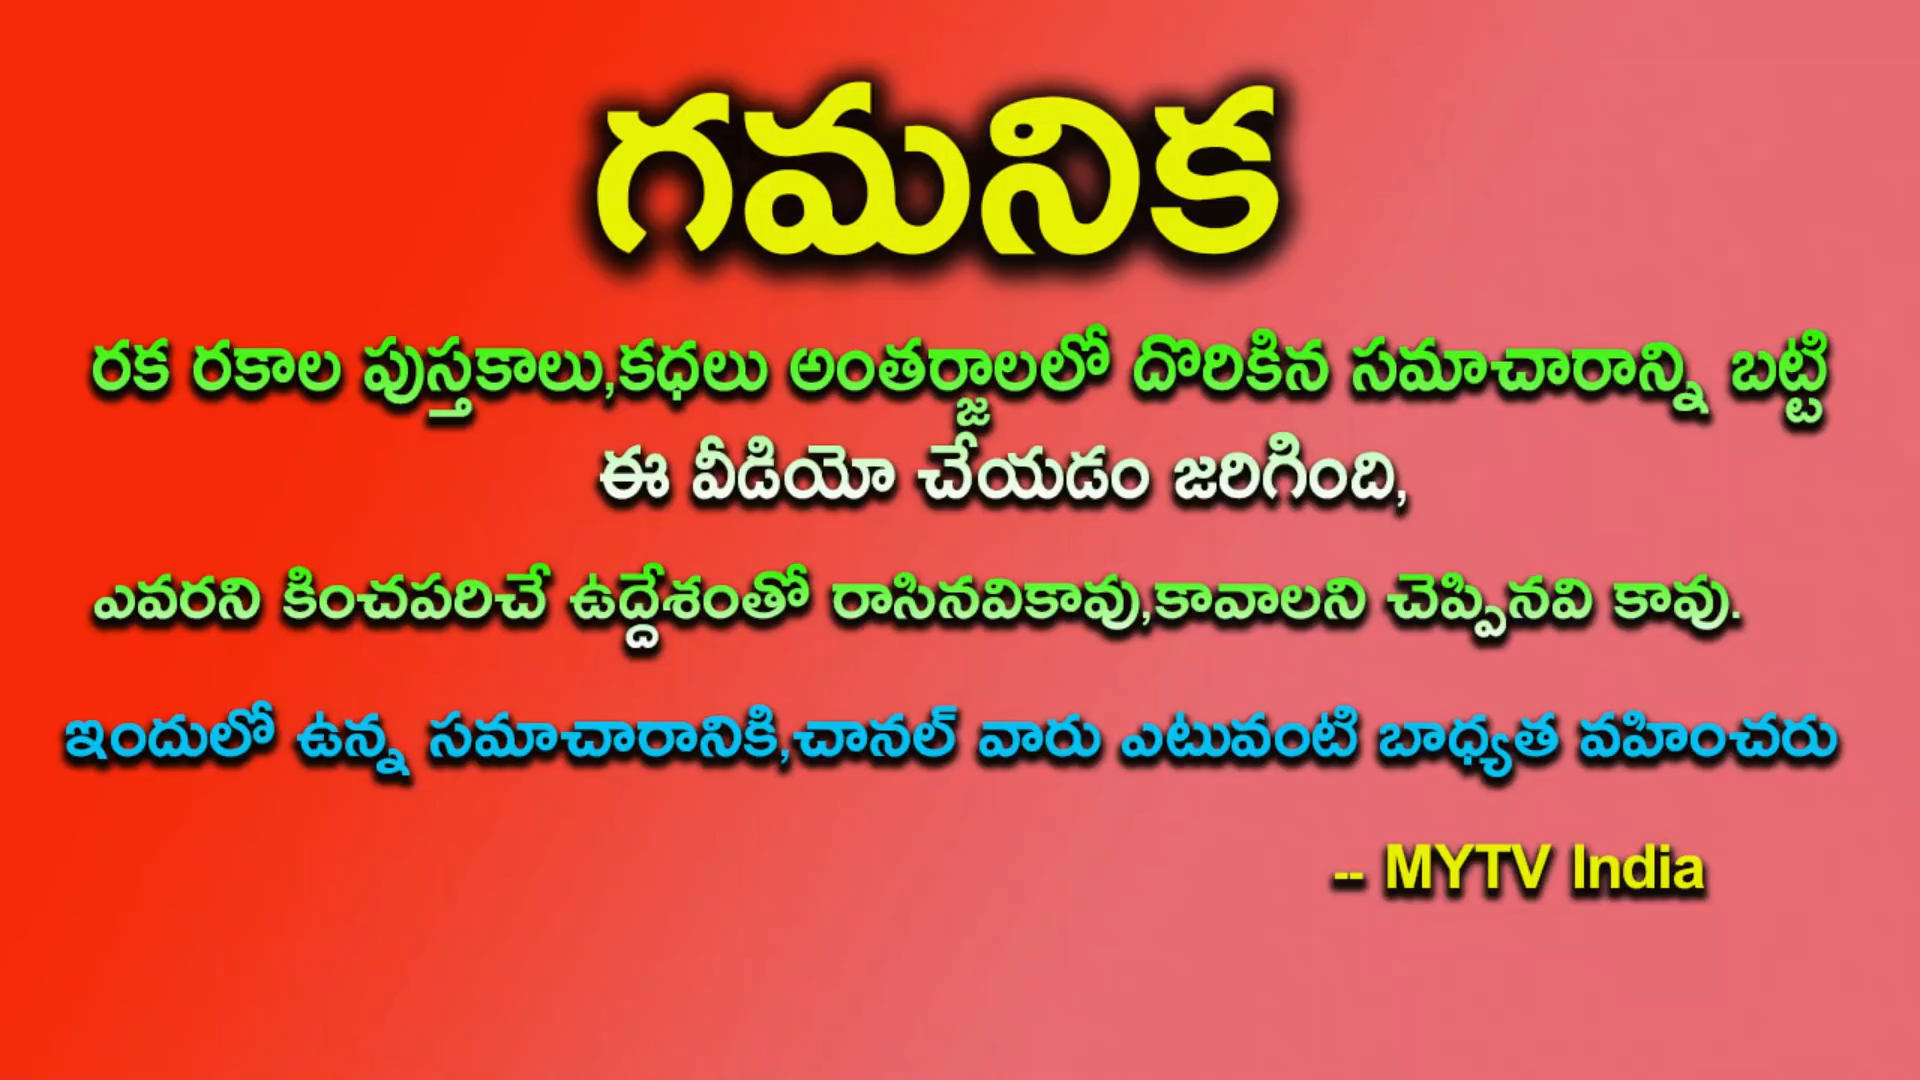 గమనిక
రక రకాల పుస్తకాలు,కధలు అంతర్జాలలో దొరికిన సమాచారాన్ని బట్టి
ఈ వీడియో చేయడం జరిగింది,
ఎవరని కించపరిచే ఉద్దేశంతో రాసినవికావు,కావాలని చెప్పినవి కావు.
ఇందులో ఉన్న సమాచారానికి,చానల్ వారు ఎటువంటి బాధ్యత వహించరు
-- MYTV India